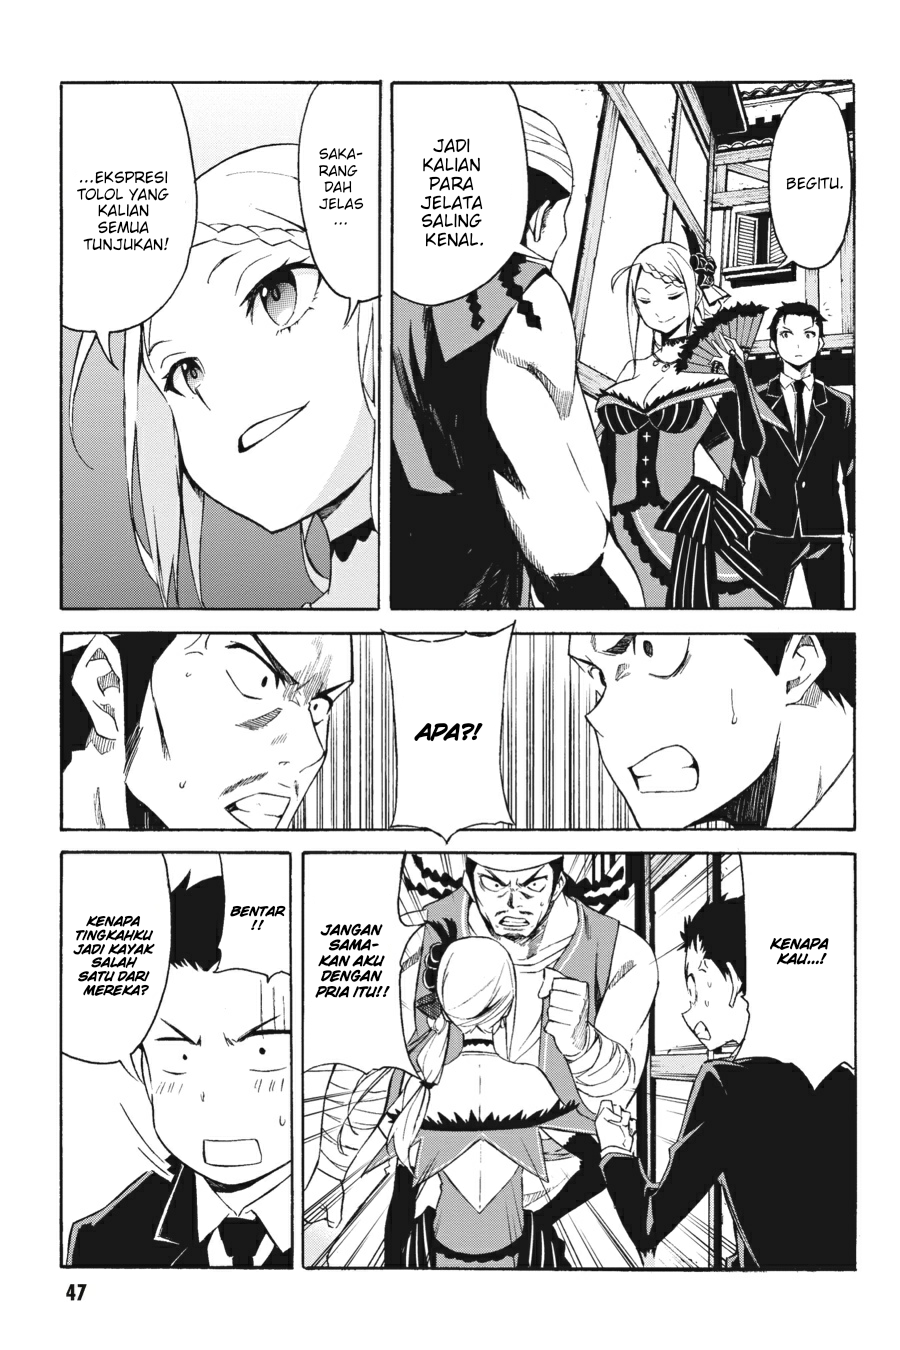 BEGITU.
JADI
KALIAN
PARA
JELATA
SALING
KENAL.
SAKA-
RANG
DAH
JELAS
...
...EKSPRESI
TOLOL YANG
KALIAN
SEMUA
TUNJUKAN!
APA?!
KENAPA
KAU...!
JANGAN
SAMA-
KAN AKU
DENGAN
PRIA ITU!!
BENTAR
!!
KENAPA
TINGKAHKU
JADI KAYAK
SALAH
SATU DARI
MEREKA?
47